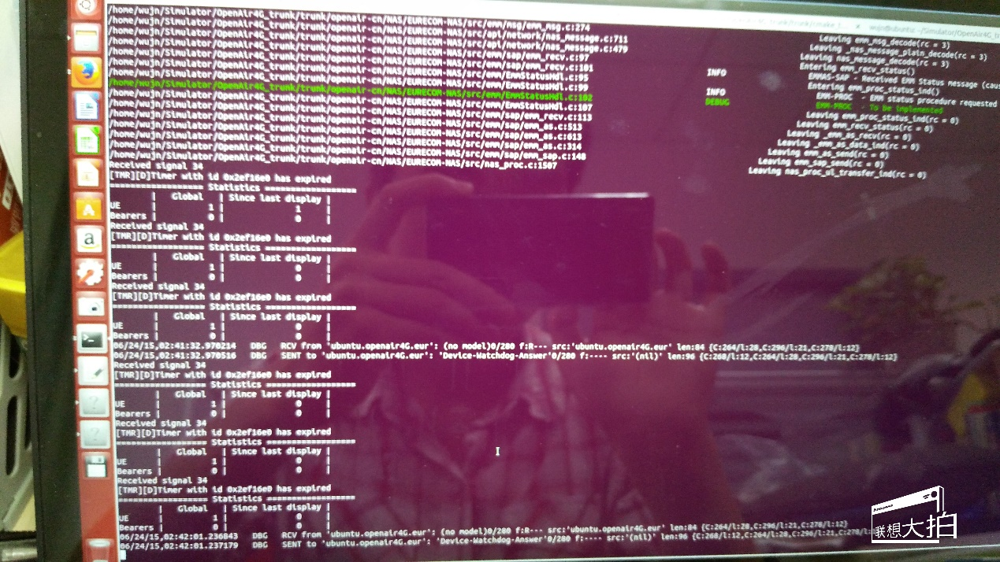 /home/wujn/Simulator/OpenAir4G_trunk/trunk/openair-cn/NAS/EURECOM-NAS/src/emm/msg/emm_msg.c:274 Leaving emm_msg_decode(rc = 3)
/home/wujn/Simulator/OpenAir4G_trunk/trunk/openair-cn/NAS/EURECOM-NAS/src/api/network/nas_message.c:711 Leaving _nas_message_plain_decode(rc = 3)
/home/wujn/Simulator/OpenAir4G_trunk/trunk/openair-cn/NAS/EURECOM-NAS/src/api/network/nas_message.c:479 Leaving nas_message_decode(rc = 3)
/home/wujn/Simulator/OpenAir4G_trunk/trunk/openair-cn/NAS/EURECOM-NAS/src/emm/sap/emm_recv.c:97 Entering emm_recv_status()
/home/wujn/Simulator/OpenAir4G_trunk/trunk/openair-cn/NAS/EURECOM-NAS/src/emm/sap/emm_recv.c:101 INFO EMMAS-SAP - Received EMM Status message (cau
/home/wujn/Simulator/OpenAir4G_trunk/trunk/openair-cn/NAS/EURECOM-NAS/src/emm/EmmStatusHdl.c:95 Entering emm_proc_status_ind()
/home/wujn/Simulator/OpenAir4G_trunk/trunk/openair-cn/NAS/EURECOM-NAS/src/emm/EmmStatusHdl.c:99 INFO EMM-PROC - EMM status procedure requested
/home/wujn/Simulator/OpenAir4G_trunk/trunk/openair-cn/NAS/EURECOM-NAS/src/emm/EmmStatusHdl.c:102 DEBUG EMM-PROC - To be implemented
/home/wujn/Simulator/OpenAir4G_trunk/trunk/openair-cn/NAS/EURECOM-NAS/src/emm/EmmStatusHdl.c:107 Leaving emm_proc_status_ind(rc = 0)
/home/wujn/Simulator/OpenAir4G_trunk/trunk/openair-cn/NAS/EURECOM-NAS/src/emm/sap/emm_recv.c:113 Leaving emm_recv_status(rc = 0)
/home/wujn/Simulator/OpenAir4G_trunk/trunk/openair-cn/NAS/EURECOM-NAS/src/emm/sap/emm_as.c:513 Leaving _emm_as_recv(rc = 0)
/home/wujn/Simulator/OpenAir4G_trunk/trunk/openair-cn/NAS/EURECOM-NAS/src/emm/sap/emm_as.c:613 Leaving _emm_as_data_ind(rc = 0)
/home/wujn/Simulator/OpenAir4G_trunk/trunk/openair-cn/NAS/EURECOM-NAS/src/emm/sap/emm_as.c:314 Leaving emm_as_send(rc = 0)
/home/wujn/Simulator/OpenAir4G_trunk/trunk/openair-cn/NAS/EURECOM-NAS/src/emm/sap/emm_sap.c:148 Leaving emm_sap_send(rc = 0)
/home/wujn/Simulator/OpenAir4G_trunk/trunk/openair-cn/NAS/EURECOM-NAS/src/nas_proc.c:1507 Leaving nas_proc_ul_transfer_ind(rc = 0)
Received signal 34
[TMR][D]Timer with id 0x2ef16e0 has expired
==================== Statistics ====================
| Global | Since last display |
UE | 1 | 1 |
Bearers | 0 | 0 |
Received signal 34
[TMR][D]Timer with id 0x2ef16e0 has expired
==================== Statistics ====================
| Global | Since last display |
UE | 1 | 0 |
Bearers | 0 | 0 |
Received signal 34
[TMR][D]Timer with id 0x2ef16e0 has expired
==================== Statistics ====================
| Global | Since last display |
UE | 1 | 0 |
Bearers | 0 | 0 |
06/24/15,02:41:32.970214 DBG RCV from 'ubuntu.openair4G.eur': (no model)0/280 f:R--- src:'ubuntu.openair4G.eur' len:84 {C:264/l:28,C:296/l:21,C:278/l:12}
06/24/15,02:41:32.970516 DBG SENT to 'ubuntu.openair4G.eur': 'Device-Watchdog-Answer'0/280 f:---- src:'(nil)' len:96 {C:268/l:12,C:264/l:28,C:296/l:21,C:278/l:12}
Received signal 34
[TMR][D]Timer with id 0x2ef16e0 has expired
==================== Statistics ====================
| Global | Since last display |
UE | 1 | 0 |
Bearers | 0 | 0 |
Received signal 34
[TMR][D]Timer with id 0x2ef16e0 has expired
==================== Statistics ====================
| Global | Since last display |
UE | 1 | 0 |
Bearers | 0 | 0 |
Received signal 34
[TMR][D]Timer with id 0x2ef16e0 has expired
==================== Statistics ====================
| Global | Since last display |
UE | 1 | 0 |
Bearers | 0 | 0 |
06/24/15,02:42:01.236843 DBG RCV from 'ubuntu.openair4G.eur': (no model)0/280 f:R--- src:'ubuntu.openair4G.eur' len:84 {C:264/l:28,C:296/l:21,C:278/l:12}
06/24/15,02:42:01.237179 DBG SENT to 'ubuntu.openair4G.eur': 'Device-Watchdog-Answer'0/280 f:---- src:'(nil)' len:96 {C:268/l:12,C:264/l:28,C:296/l:21,C:278/l:
联想大拍